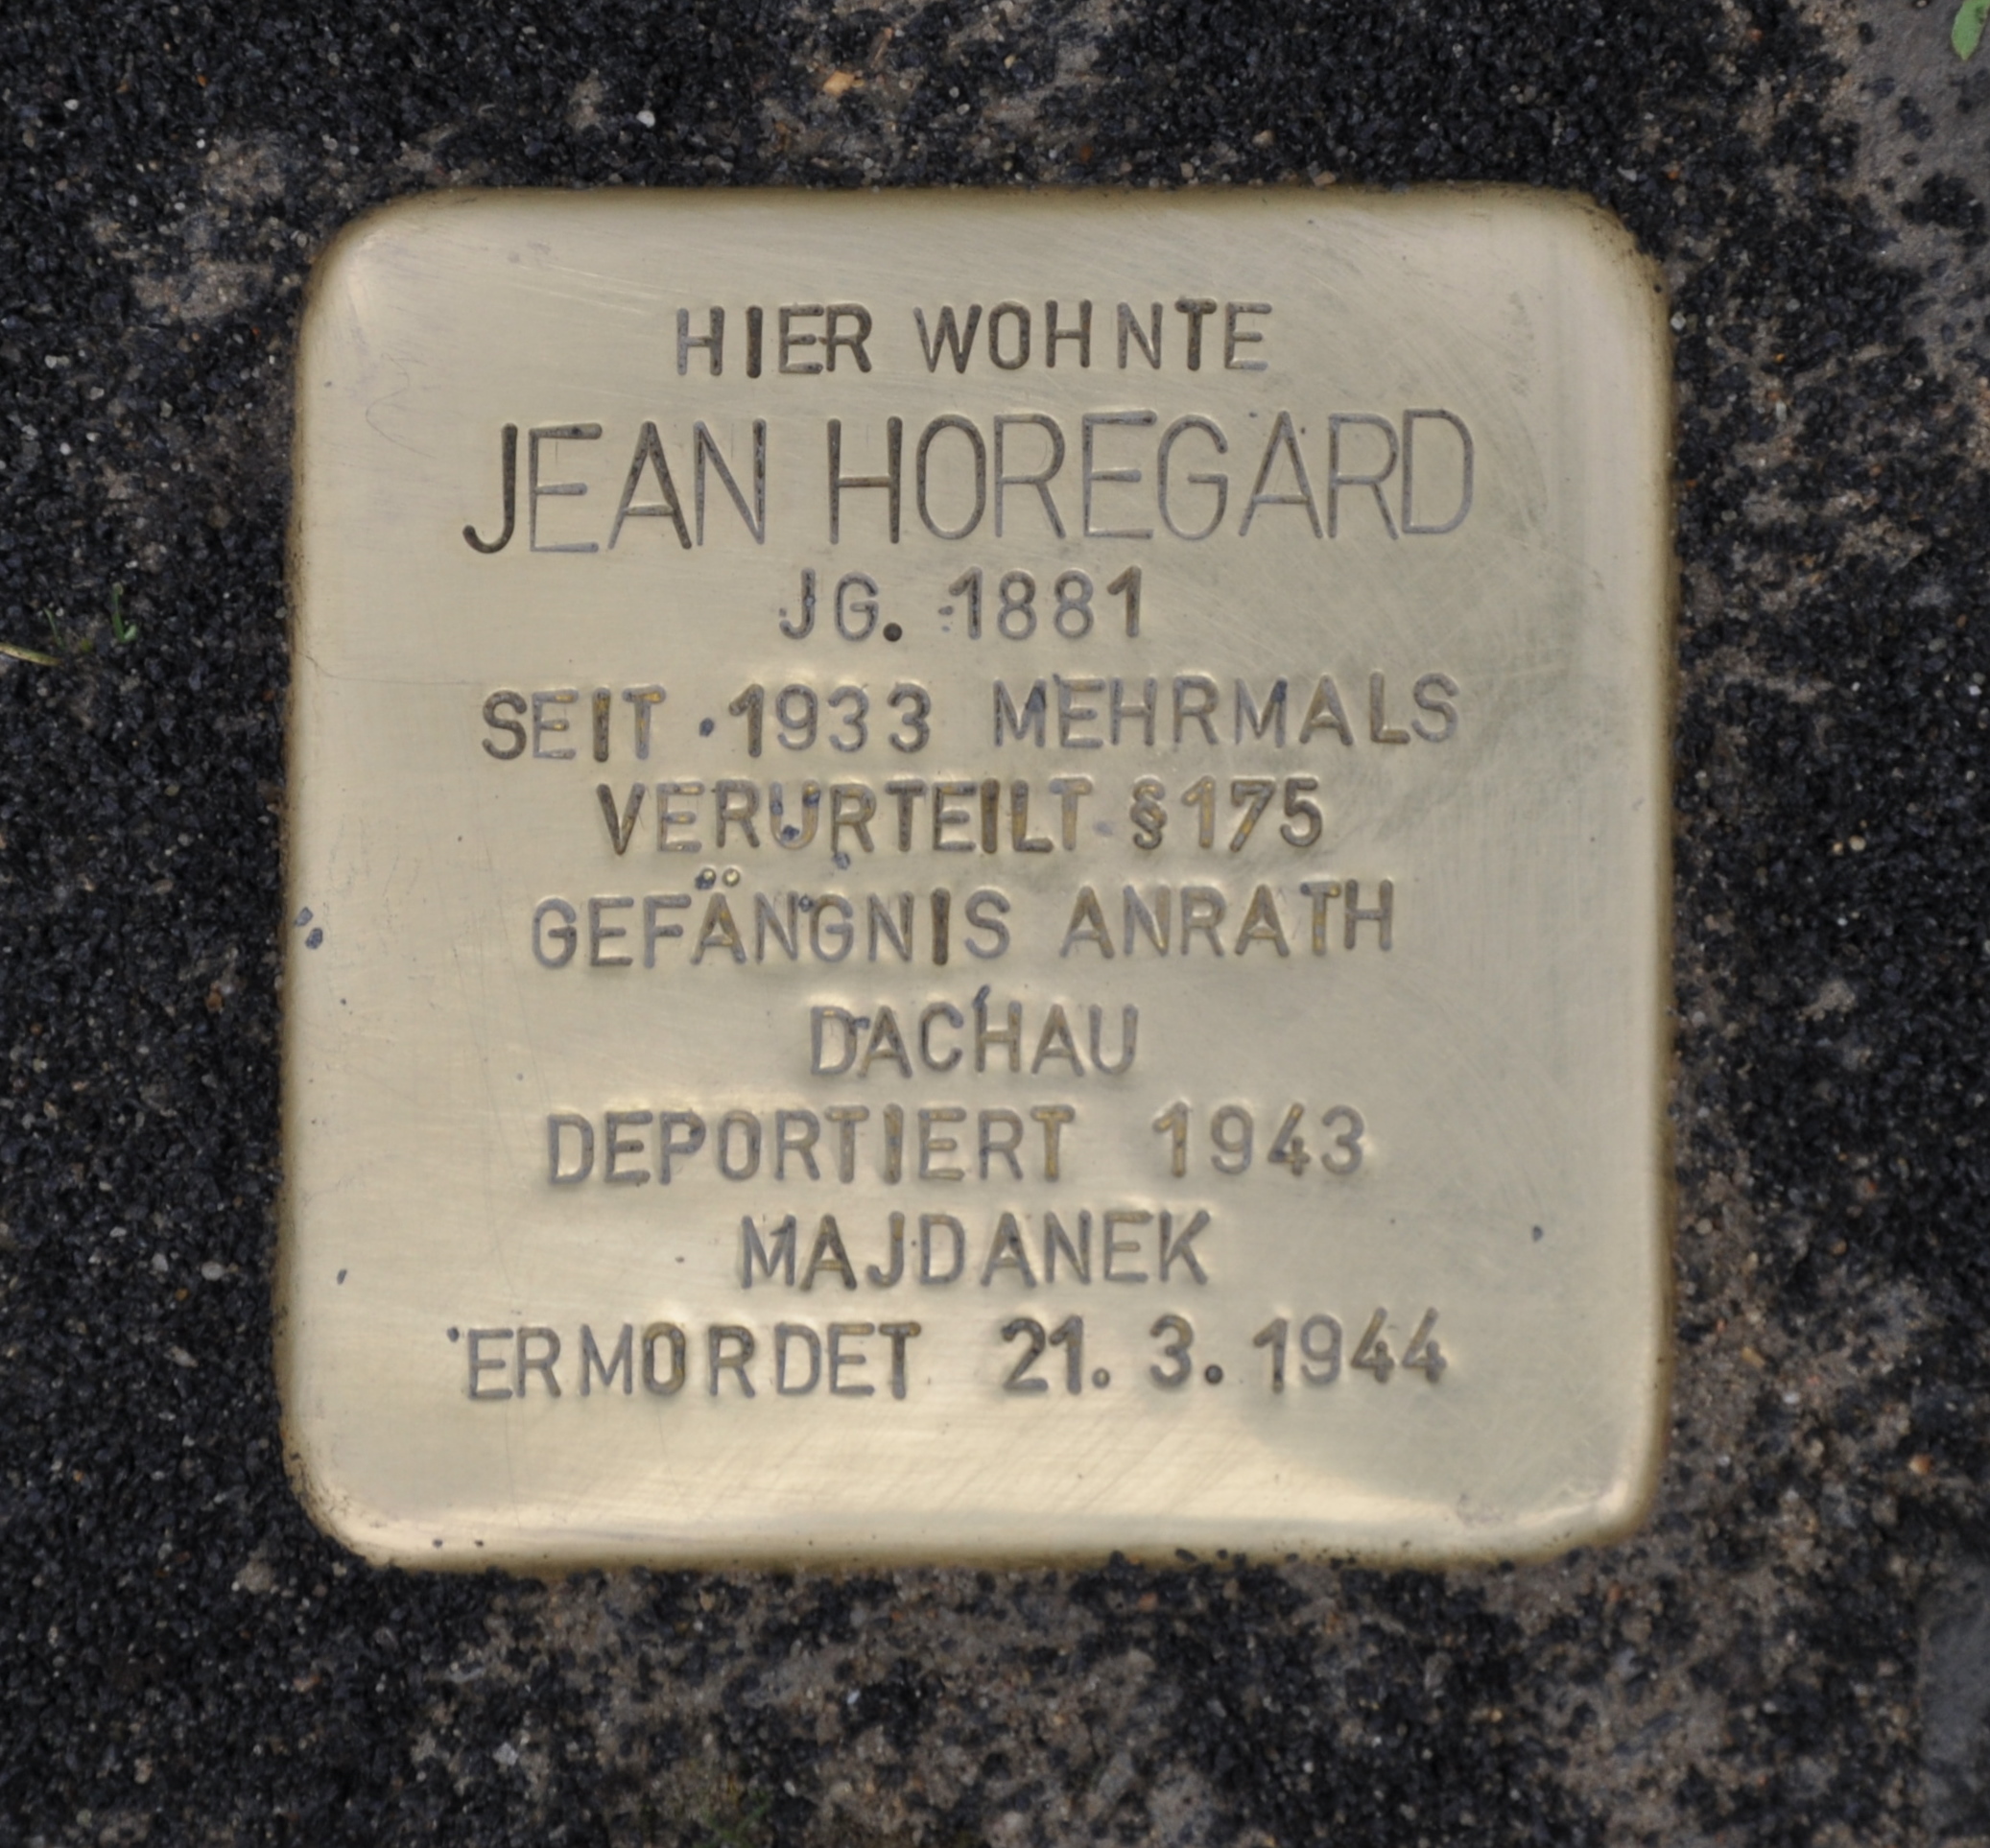 HIER WOHNTE
JEAN HOREGARD
JG. 1881
SEIT 1933 MEHRMALS
VERURTEILT §175
GEFÄNGNIS ANRATH
DACHAU
DEPORTIERT 1943
MAJDANEK
ERMORDET 21. 3. 1944